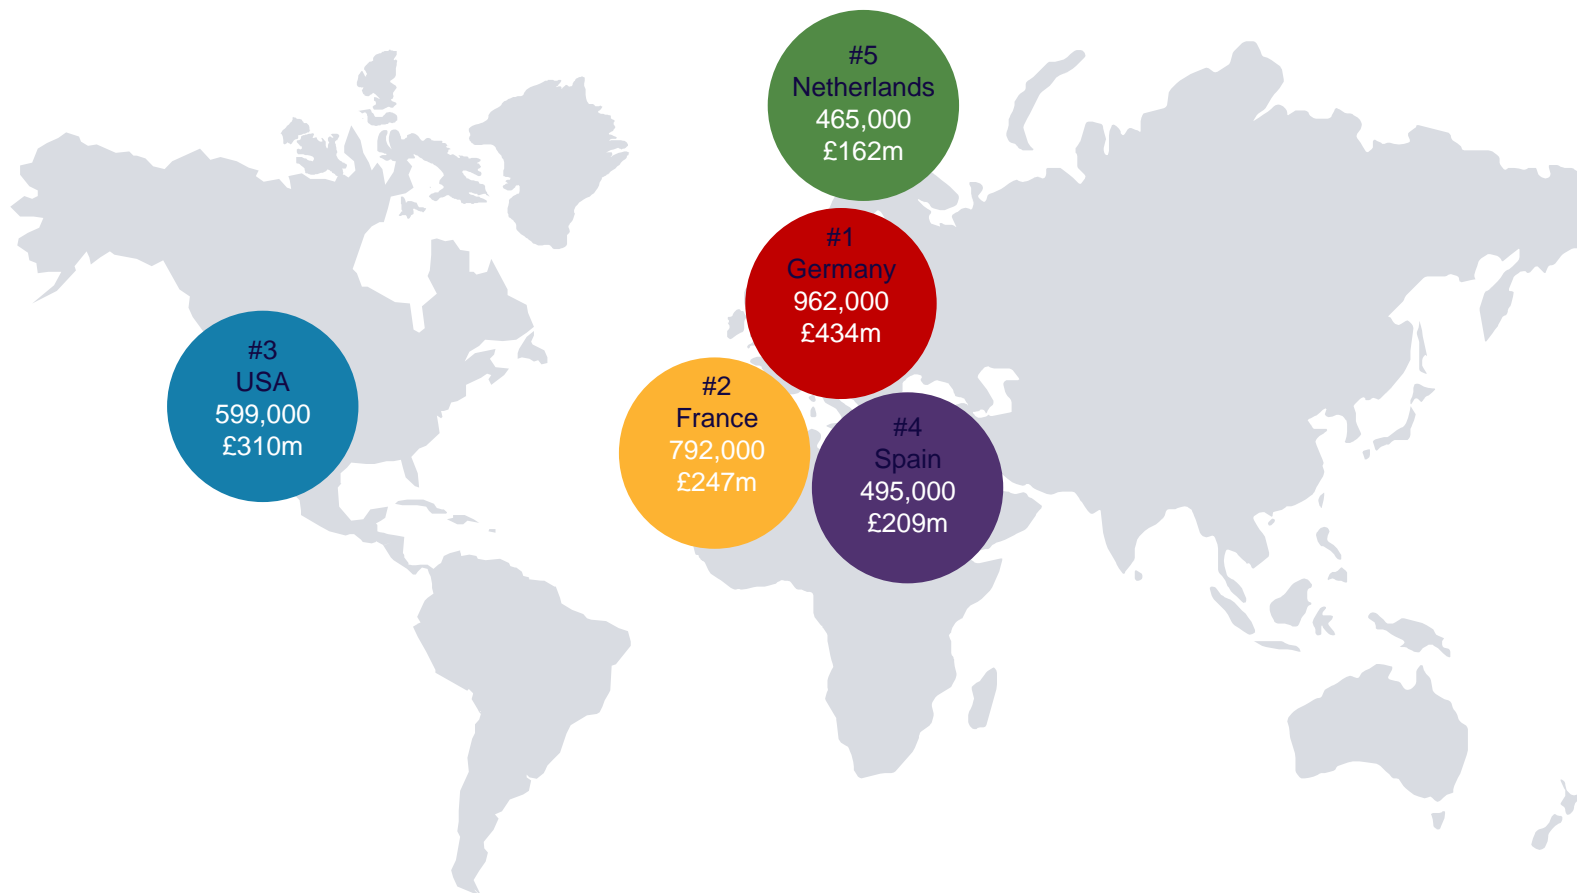 #5
Netherlands
465,000
£162m
#1
Germany
962,000
£434m
#3
USA
599,000
£310m
#2
France
792,000
£247m
#4
Spain
495,000
£209m